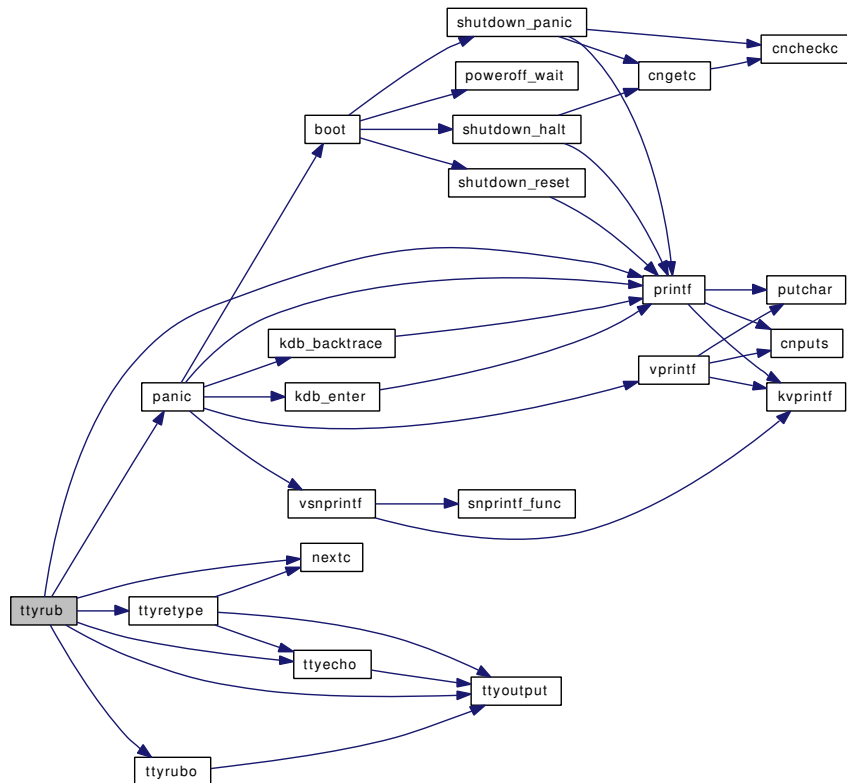 shutdown_panic
cncheckc
poweroff_wait
cngetc
boot
shutdown_halt
shutdown_reset
printf
putchar
kdb_backtrace
cnputs
vprintf
panic
kdb_enter
kvprintf
vsnprintf
snprintf_func
nextc
ttyrub
ttyretype
ttyecho
ttyoutput
ttyrubo